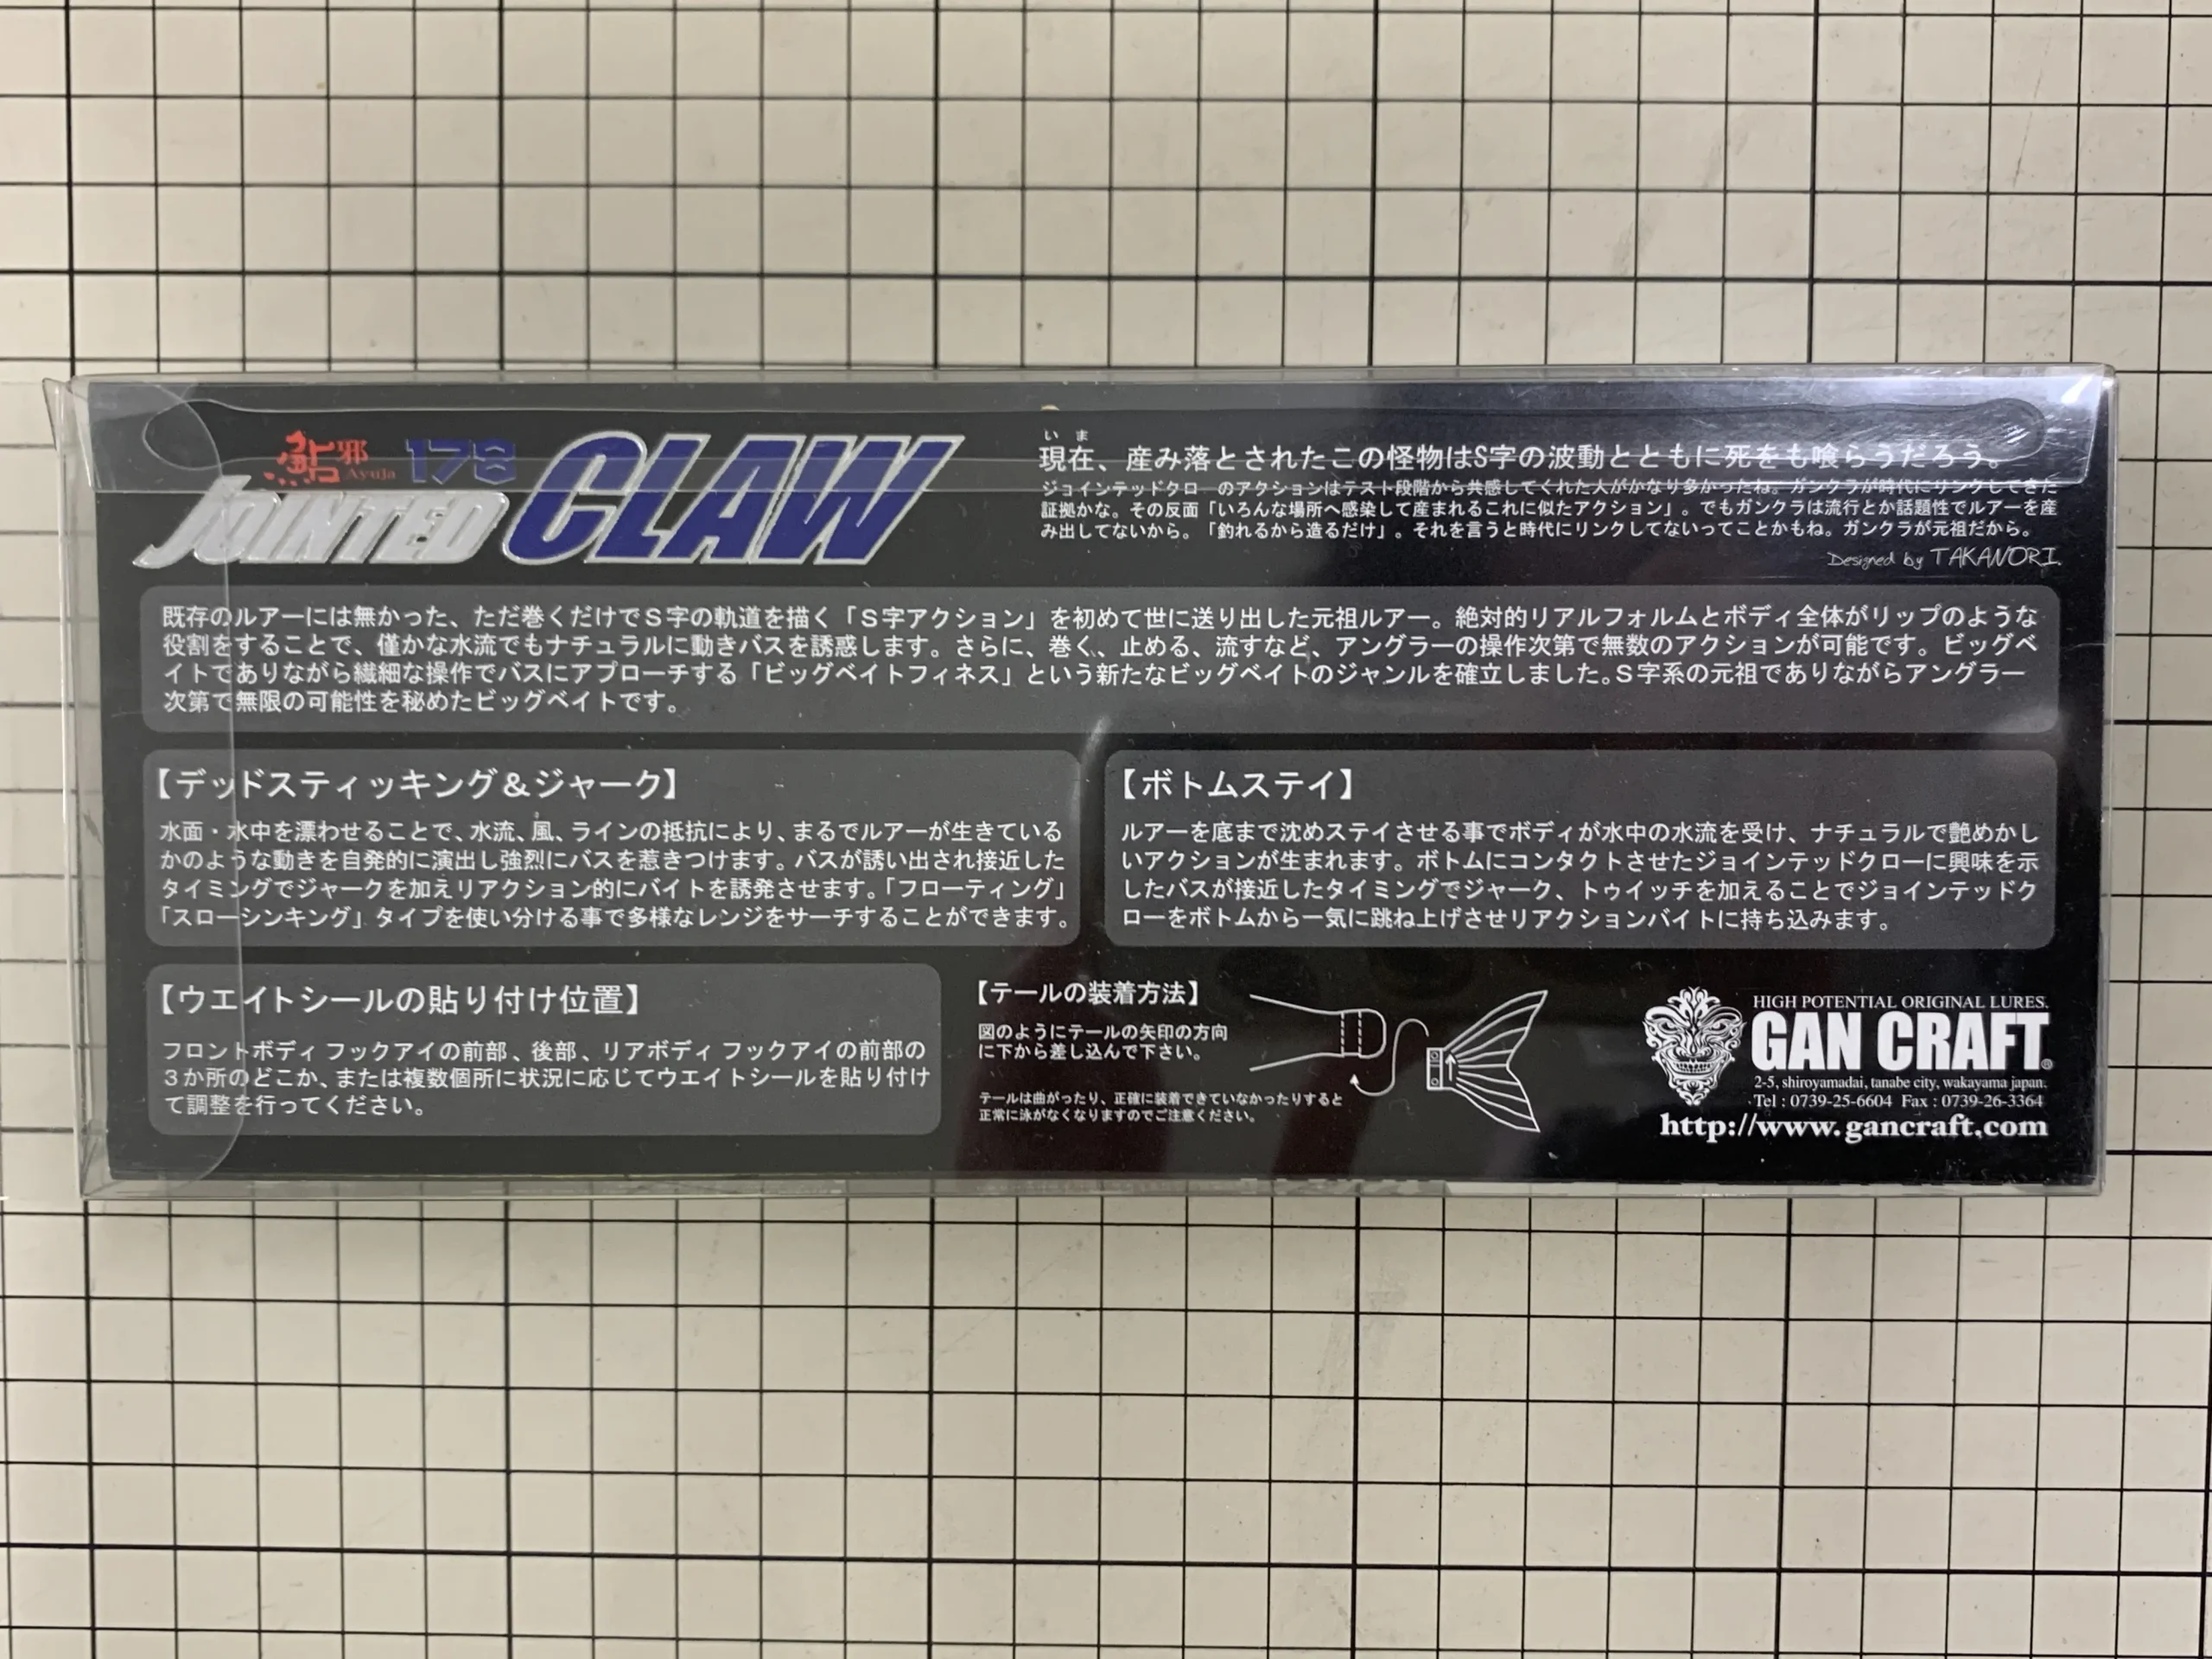 鮎邪 Ayuja 178
JOINTED CLAW
いま
現在、産み落とされたこの怪物はS字の波動とともに死をも喰らうだろう。
ジョインテッドクローのアクションはテスト段階から共感してくれた人がかなり多かったね。ガンクラが時代にリンクしてきた
証拠かな。その反面「いろんな場所へ感染して産まれるこれに似たアクション」。でもガンクラは流行とか話題性でルアーを産
み出してないから。「釣れるから造るだけ」。それを言うと時代にリンクしてないってことかもね。ガンクラが元祖だから。
Designed by TAKANORI.
既存のルアーには無かった、ただ巻くだけでS字の軌道を描く「S字アクション」を初めて世に送り出した元祖ルアー。絶対的リアルフォルムとボディ全体がリップのような
役割をすることで、僅かな水流でもナチュラルに動きバスを誘惑します。さらに、巻く、止める、流すなど、アングラーの操作次第で無数のアクションが可能です。ビッグベ
イトでありながら繊細な操作でバスにアプローチする「ビッグベイトフィネス」という新たなビッグベイトのジャンルを確立しました。S字系の元祖でありながらアングラー
次第で無限の可能性を秘めたビッグベイトです。
【デッドスティッキング＆ジャーク】
水面・水中を漂わせることで、水流、風、ラインの抵抗により、まるでルアーが生きている
かのような動きを自発的に演出し強烈にバスを惹きつけます。バスが誘い出され接近した
タイミングでジャークを加えリアクション的にバイトを誘発させます。「フローティング」
「スローシンキング」タイプを使い分ける事で多様なレンジをサーチすることができます。
【ボトムステイ】
ルアーを底まで沈めステイさせる事でボディが水中の水流を受け、ナチュラルで艶めかし
いアクションが生まれます。ボトムにコンタクトさせたジョインテッドクローに興味を示
したバスが接近したタイミングでジャーク、トゥイッチを加えることでジョインテッドク
ローをボトムから一気に跳ね上げさせリアクションバイトに持ち込みます。
【ウエイトシールの貼り付け位置】
フロントボディ フックアイの前部、後部、リアボディ フックアイの前部の
3か所のどこか、または複数個所に状況に応じてウエイトシールを貼り付け
て調整を行ってください。
【テールの装着方法】
図のようにテールの矢印の方向
に下から差し込んで下さい。
テールは曲がったり、正確に装着できていなかったりすると
正常に泳がなくなりますのでご注意ください。
HIGH POTENTIAL ORIGINAL LURES.
GAN CRAFT®
2-5, shiroyamadai, tanabe city, wakayama japan.
Tel : 0739-25-6604 Fax : 0739-26-3364
http://www.gancraft.com